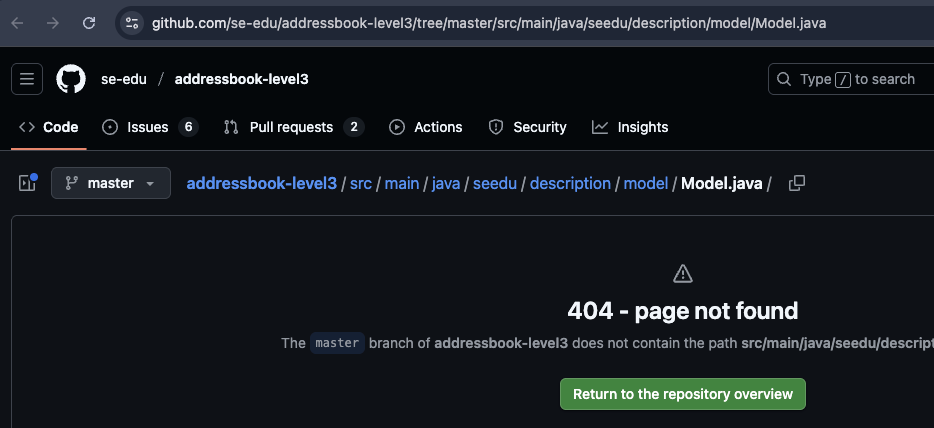 github.com/se-edu/addressbook-level3/tree/master/src/main/java/seedu/description/model/Model.java
se-edu / addressbook-level3
Type / to search
Code Issues 6 Pull requests 2 Actions Security Insights
master addressbook-level3 / src / main / java / seedu / description / model / Model.java /
404 - page not found
The master branch of addressbook-level3 does not contain the path src/main/java/seedu/descript
Return to the repository overview